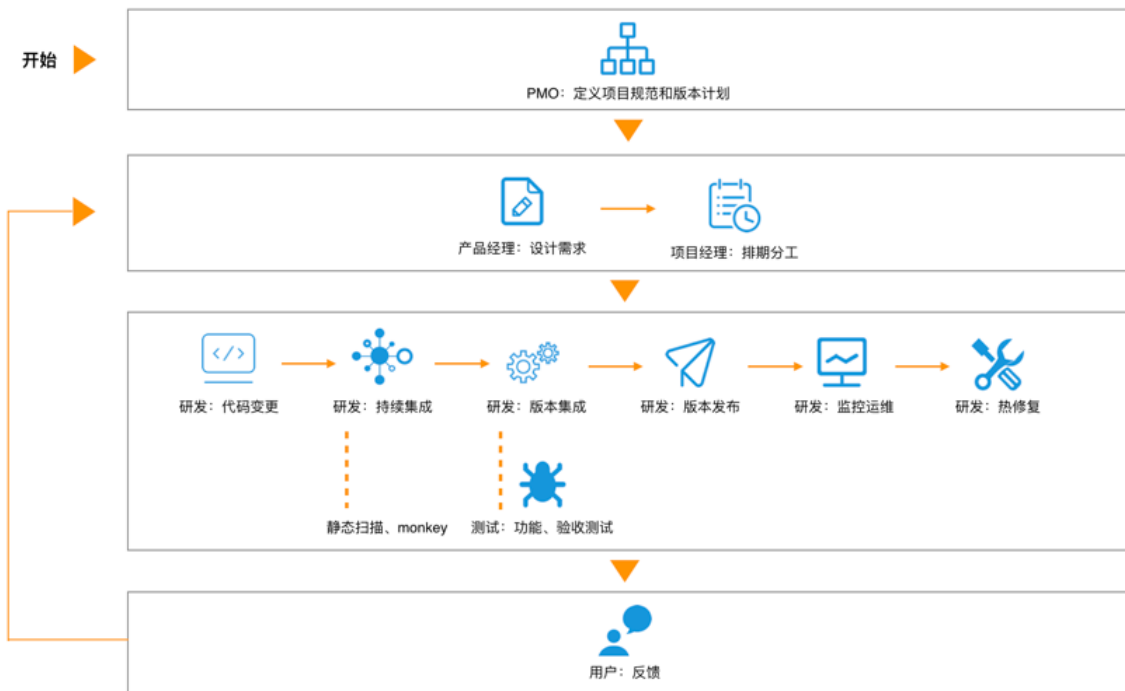 开始
PMO：定义项目规范和版本计划
产品经理：设计需求
项目经理：排期分工
</>
研发：代码变更
研发：持续集成
研发：版本集成
研发：版本发布
研发：监控运维
研发：热修复
静态扫描、monkey
测试：功能、验收测试
用户：反馈